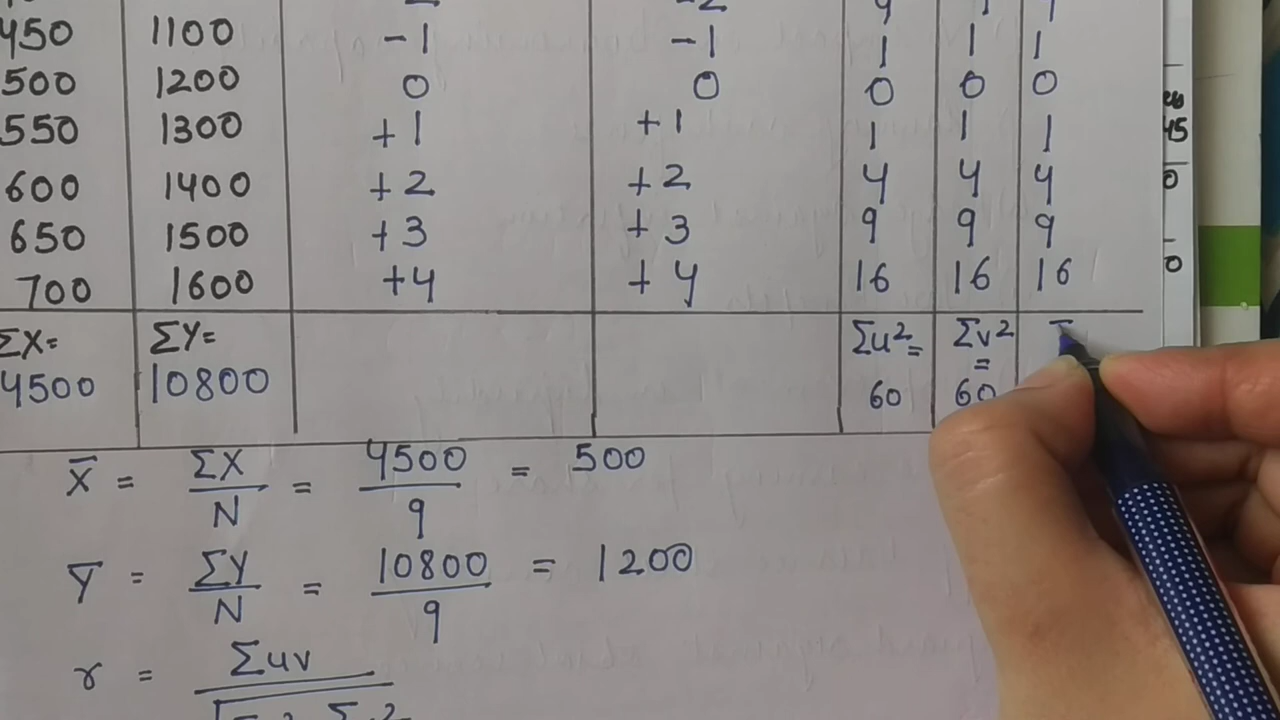 450 1100 -1 -1 1 1 1
500 1200 0 0 0 0 0
550 1300 +1 +1 1 1 1
600 1400 +2 +2 4 4 4
650 1500 +3 +3 9 9 9
700 1600 +4 +4 16 16 16
ΣX= ΣY= Σu²= Σv²=
4500 10800 60 60
X̄ = ΣX/N = 4500/9 = 500
Ȳ = ΣY/N = 10800/9 = 1200
r = Σuv
45
0
0